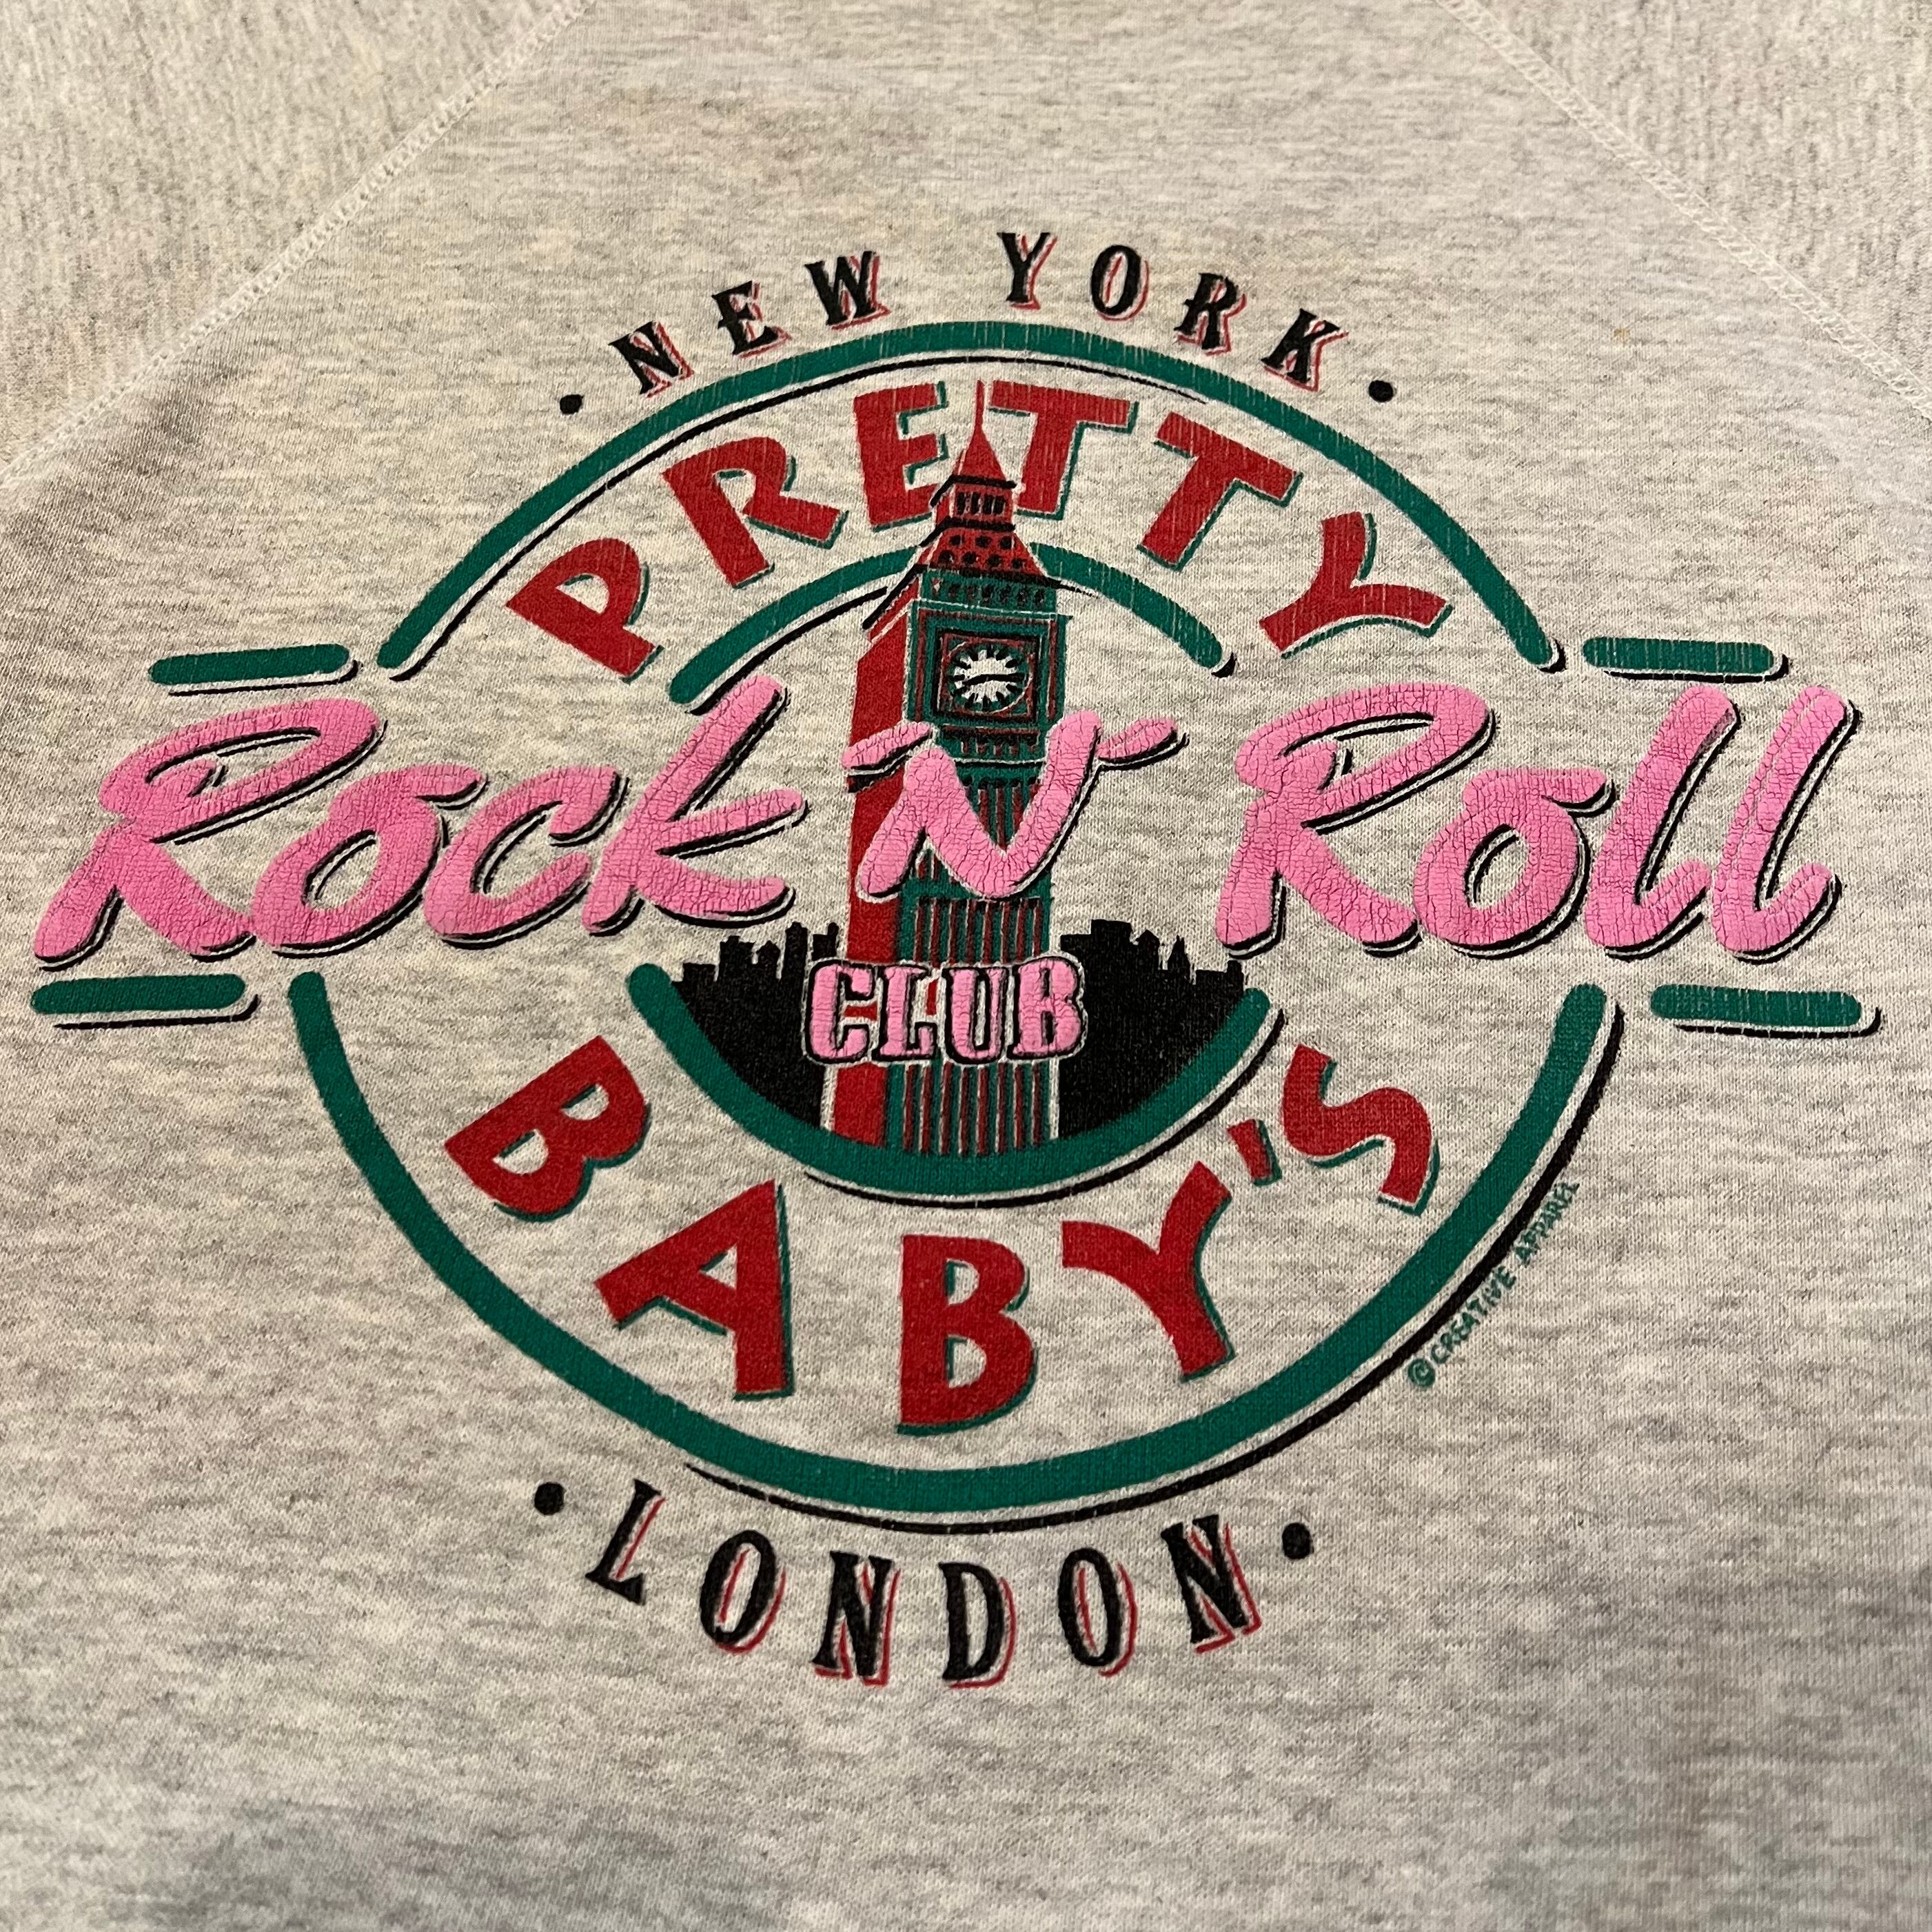 • NEW YORK •
PRETTY
Rock 'N' Roll
CLUB
BABY'S
©CREATIVE APPAREL
• LONDON •